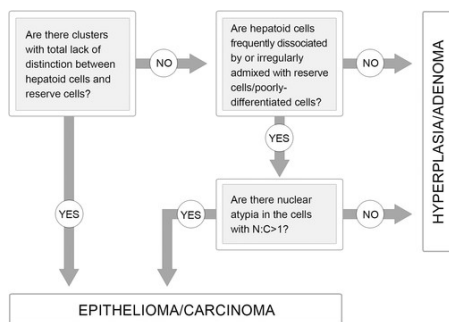 Are there clusters
with total lack of
distinction between
hepatoid cells and
reserve cells?
NO
Are hepatoid cells
frequently dissociated
by or irregularly
admixed with reserve
cells/poorly-
differentiated cells?
NO
HYPERPLASIA/ADENOMA
YES
YES
Are there nuclear
atypia in the cells
with N:C>1?
YES
NO
EPITHELIOMA/CARCINOMA